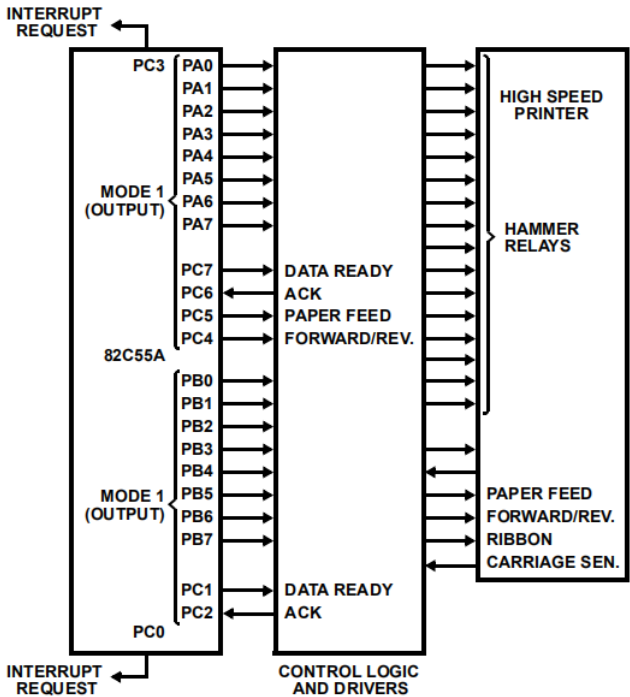 INTERRUPT
REQUEST
PC3
PA0
PA1
PA2
PA3
PA4
PA5
PA6
PA7
MODE 1
(OUTPUT)
PC7
PC6
PC5
PC4
82C55A
PB0
PB1
PB2
PB3
PB4
PB5
PB6
PB7
MODE 1
(OUTPUT)
PC1
PC2
PC0
INTERRUPT
REQUEST
DATA READY
ACK
PAPER FEED
FORWARD/REV.
DATA READY
ACK
CONTROL LOGIC
AND DRIVERS
HIGH SPEED
PRINTER
HAMMER
RELAYS
PAPER FEED
FORWARD/REV.
RIBBON
CARRIAGE SEN.